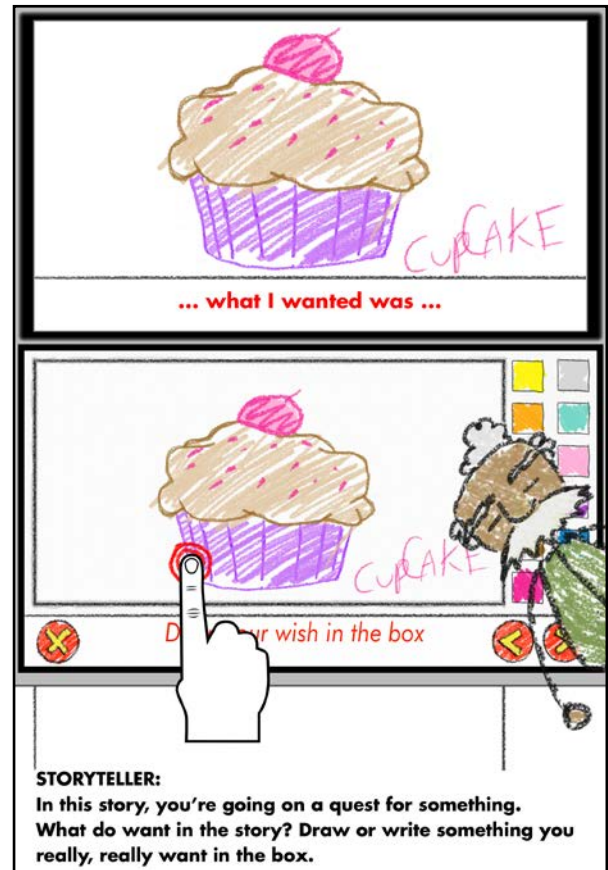 CupCAKE
... what I wanted was ...
CupCAKE
D ur wish in the box
STORYTELLER:
In this story, you're going on a quest for something.
What do want in the story? Draw or write something you
really, really want in the box.